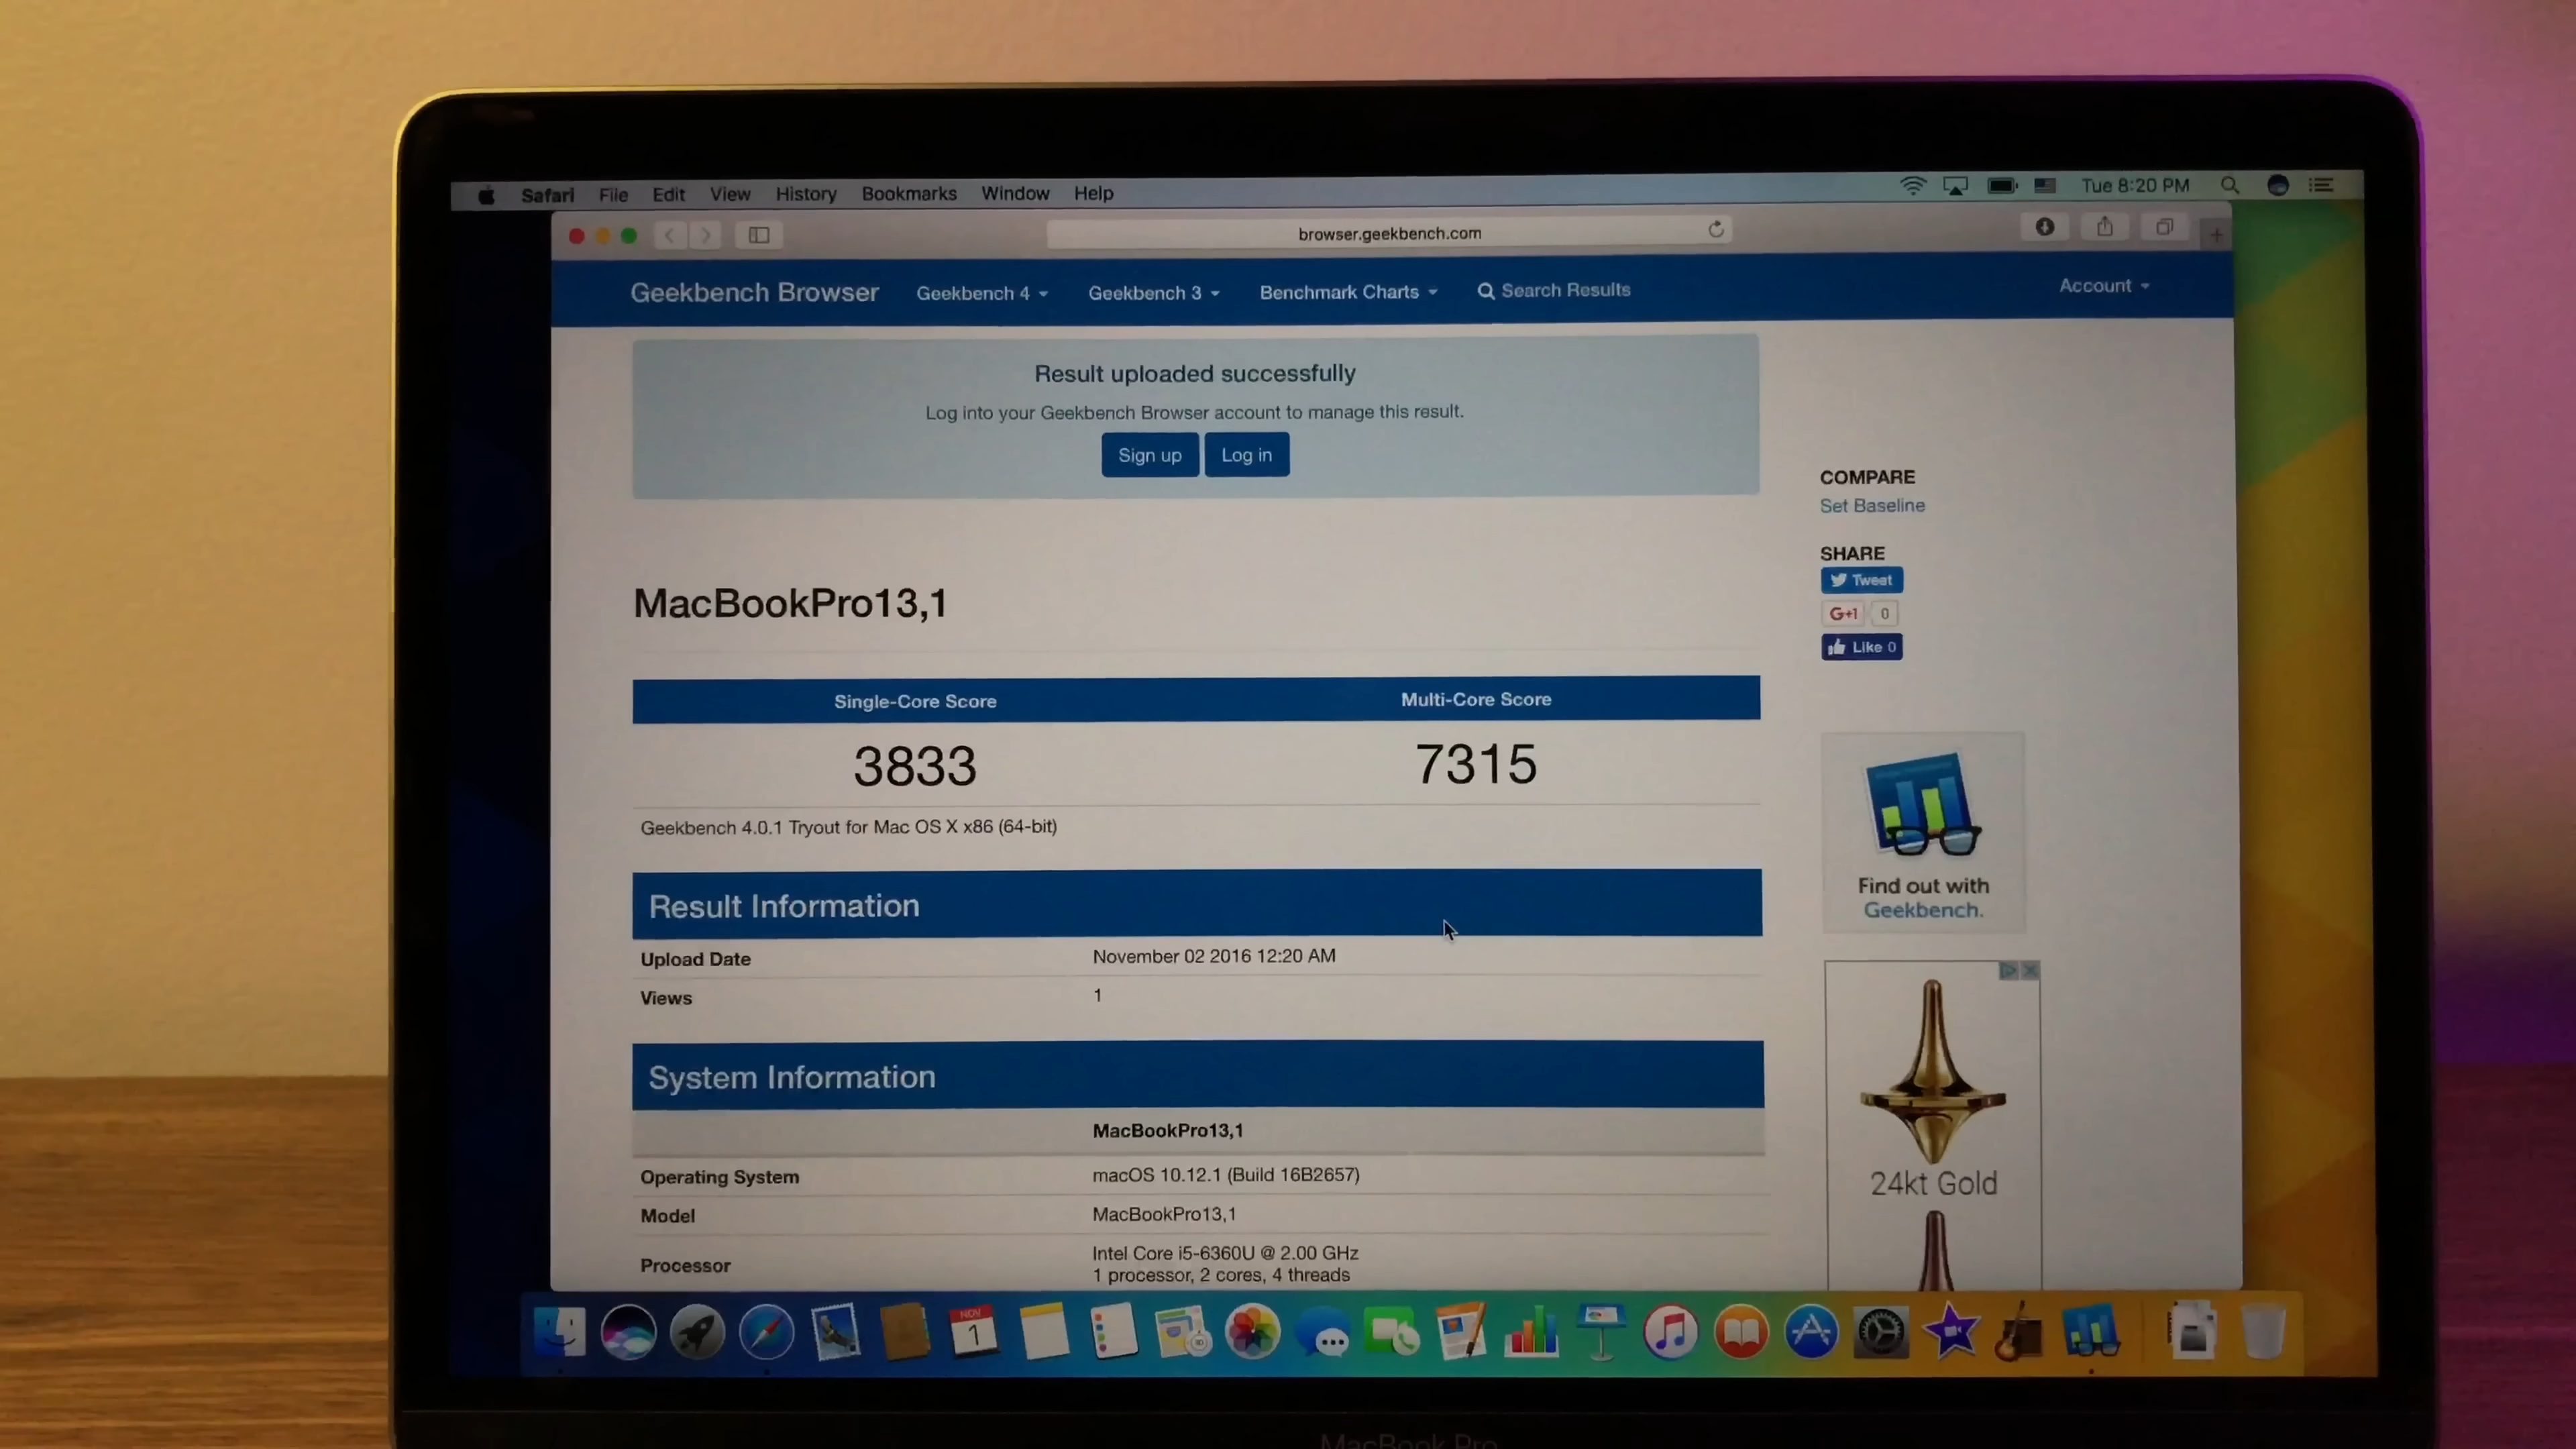 Safari File Edit View History Bookmarks Window Help Tue 8:20 PM
browser.geekbench.com
Geekbench Browser Geekbench 4 Geekbench 3 Benchmark Charts Search Results Account
Result uploaded successfully
Log into your Geekbench Browser account to manage this result.
Sign up Log in
COMPARE
Set Baseline
SHARE
Tweet
G+1 0
Like 0
MacBookPro13,1
Single-Core Score Multi-Core Score
3833 7315
Geekbench 4.0.1 Tryout for Mac OS X x86 (64-bit)
Find out with
Geekbench.
Result Information
Upload Date November 02 2016 12:20 AM
Views 1
System Information
MacBookPro13,1
Operating System macOS 10.12.1 (Build 16B2657)
Model MacBookPro13,1
Processor Intel Core i5-6360U @ 2.00 GHz
1 processor, 2 cores, 4 threads
24kt Gold
NOV
1
MacBook Pro